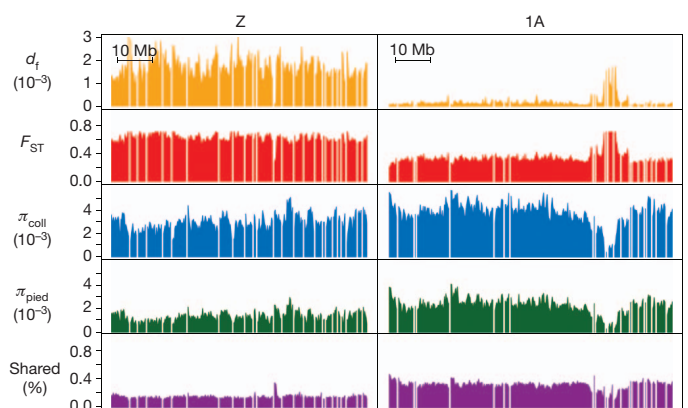 Z 1A
3
10 Mb 10 Mb
df
2
(10–3)
1
0
0.8
FST
0.4
0.0
4
πcoll
(10–3)
2
0
4
πpied
(10–3)
2
0
0.8
Shared
(%)
0.4
0.0